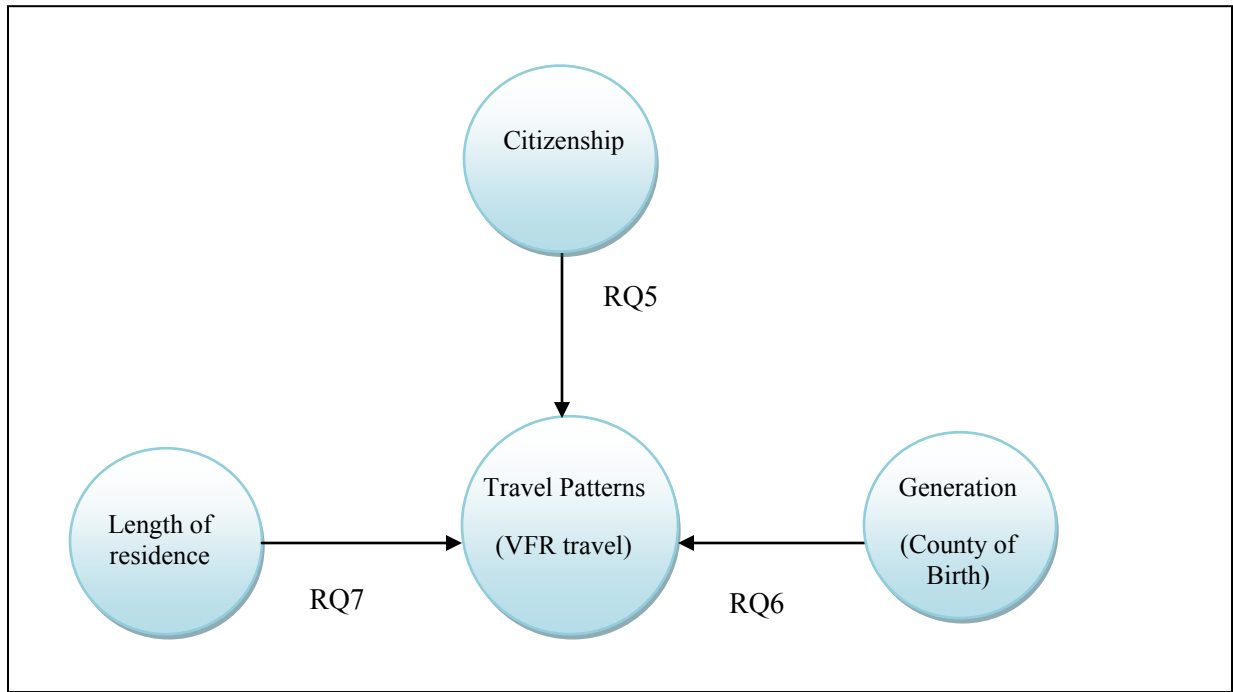 Citizenship
RQ5
Travel Patterns
(VFR travel)
Generation
(County of
Birth)
Length of
residence
RQ7
RQ6